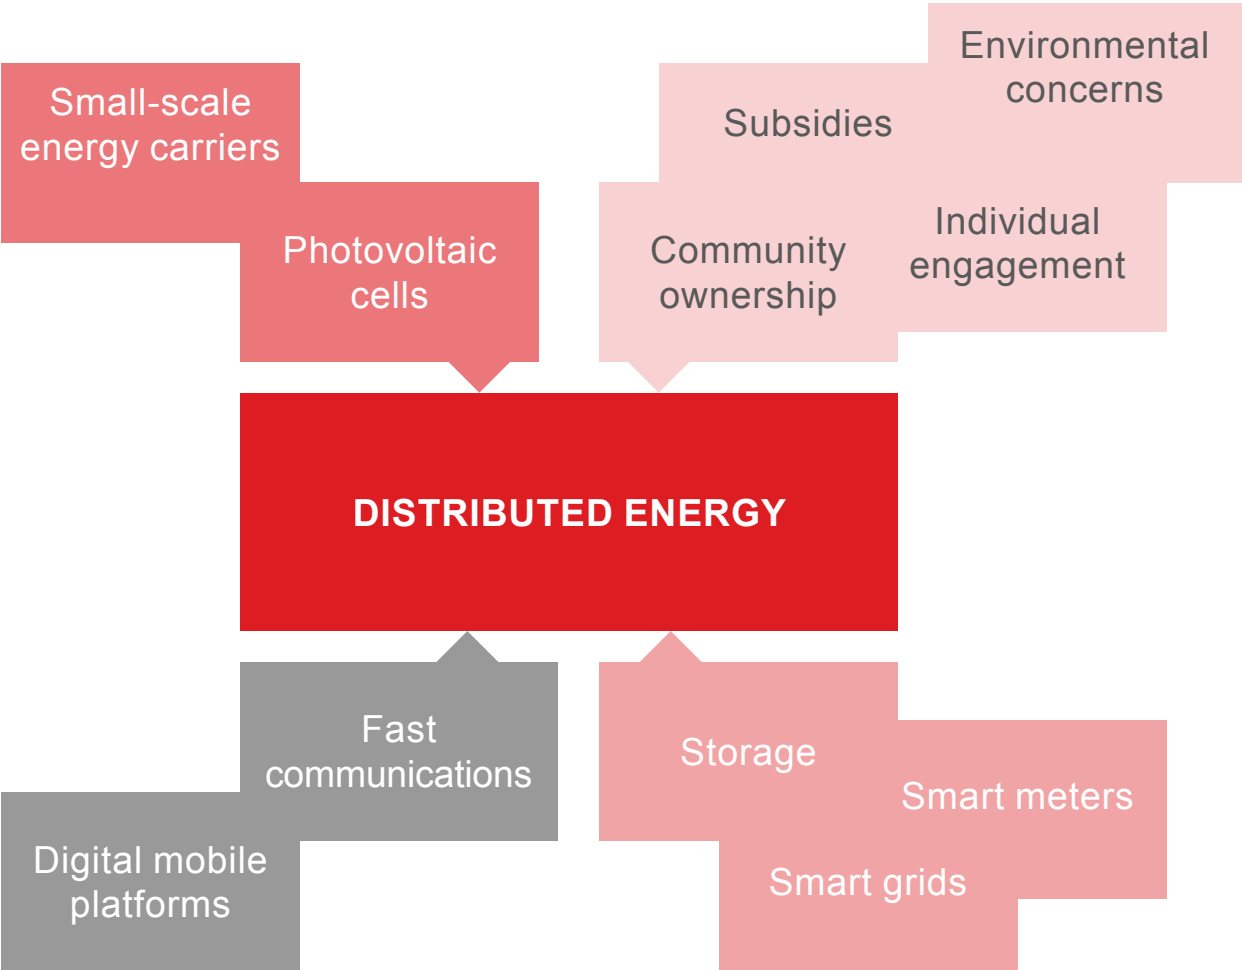 Small-scale
energy carriers
Photovoltaic
cells
Environmental
concerns
Subsidies
Individual
engagement
Community
ownership
DISTRIBUTED ENERGY
Fast
communications
Digital mobile
platforms
Storage
Smart meters
Smart grids